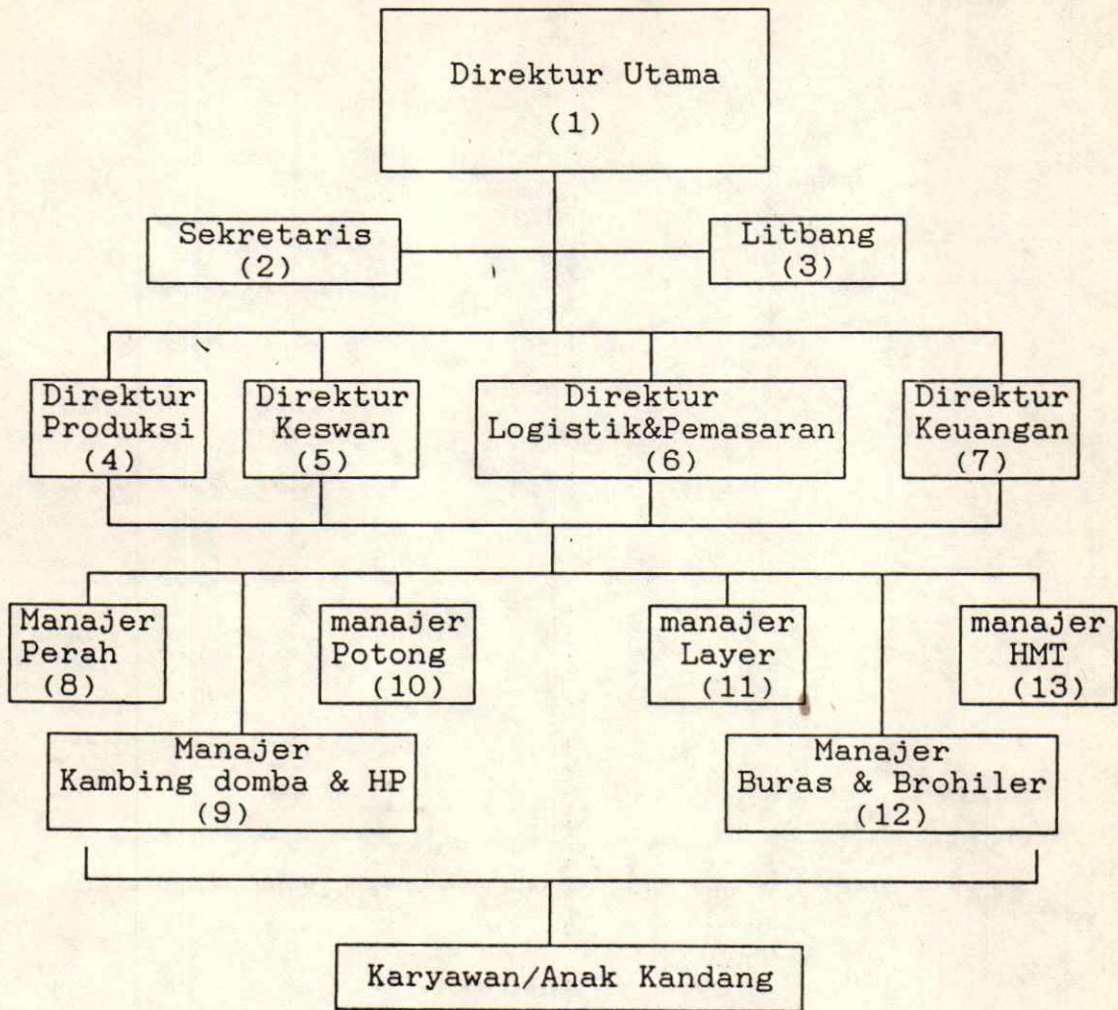 Direktur Utama
(1)
Sekretaris
(2)
Litbang
(3)
Direktur
Produksi
(4)
Direktur
Keswan
(5)
Direktur
Logistik&Pemasaran
(6)
Direktur
Keuangan
(7)
Manajer
Perah
(8)
manajer
Potong
(10)
manajer
Layer
(11)
manajer
HMT
(13)
Manajer
Kambing domba & HP
(9)
Manajer
Buras & Brohiler
(12)
Karyawan/Anak Kandang